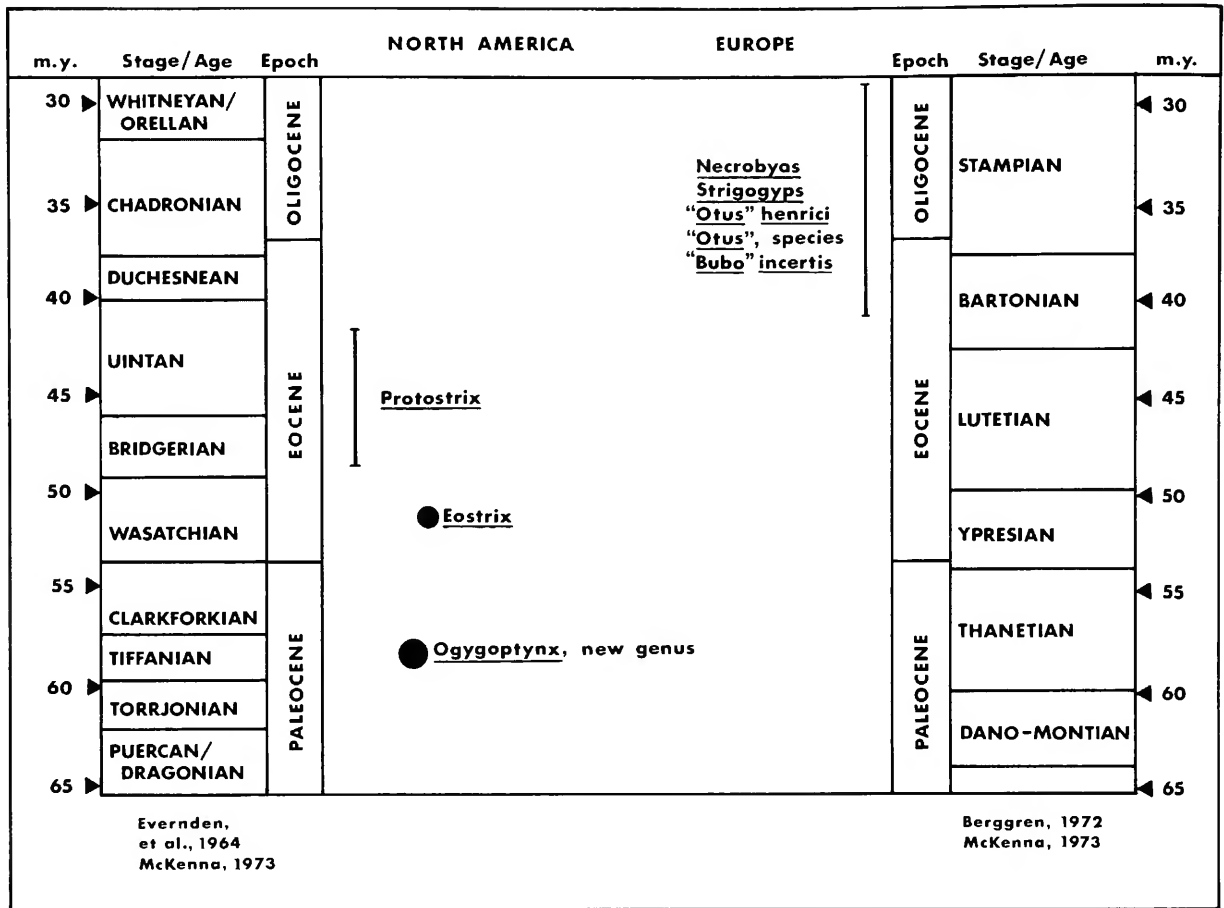 NORTH AMERICA EUROPE
m.y. Stage/Age Epoch Epoch Stage/Age m.y.
30
WHITNEYAN/
ORELLAN
35
CHADRONIAN
DUCHESNEAN
40
UINTAN
45
BRIDGERIAN
50
WASATCHIAN
55
CLARKFORKIAN
TIFFANIAN
60
TORRJONIAN
PUERCAN/
DRAGONIAN
65
OLIGOCENE
EOCENE
PALEOCENE
Evernden,
et al., 1964
McKenna, 1973
Protostrix
Eostrix
Ogygoptynx, new genus
Necrobyas
Strigogyps
"Otus" henrici
"Otus", species
"Bubo" incertis
OLIGOCENE
EOCENE
PALEOCENE
STAMPIAN
BARTONIAN
LUTETIAN
YPRESIAN
THANETIAN
DANO-MONTIAN
30
35
40
45
50
55
60
65
Berggren, 1972
McKenna, 1973